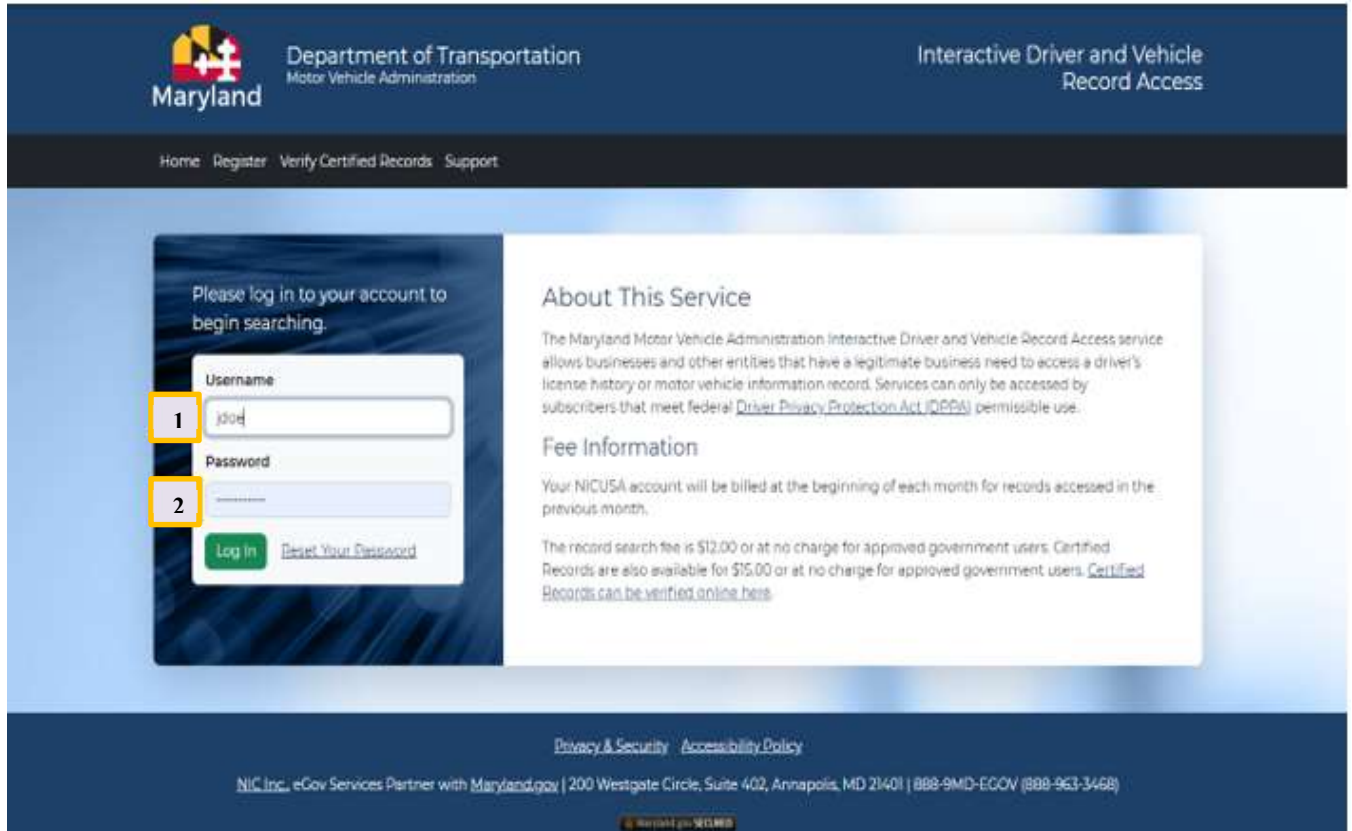 Maryland
Department of Transportation
Motor Vehicle Administration
Interactive Driver and Vehicle
Record Access
Home Register Verify Certified Records Support
Please log in to your account to
begin searching.
Username
1
jdoe
Password
2
Log In Reset Your Password
About This Service
The Maryland Motor Vehicle Administration Interactive Driver and Vehicle Record Access service
allows businesses and other entities that have a legitimate business need to access a driver's
license history or motor vehicle information record. Services can only be accessed by
subscribers that meet federal Driver Privacy Protection Act (DPPA) permissible use.
Fee Information
Your NICUSA account will be billed at the beginning of each month for records accessed in the
previous month.
The record search fee is $12.00 or at no charge for approved government users. Certified
Records are also available for $15.00 or at no charge for approved government users. Certified
Records can be verified online here.
Privacy & Security Accessibility Policy
NIC Inc., eGov Services Partner with Maryland.gov | 200 Westgate Circle, Suite 402, Annapolis, MD 21401 | 888-9MD-EGOV (888-963-3468)
Maryland.gov SECURED